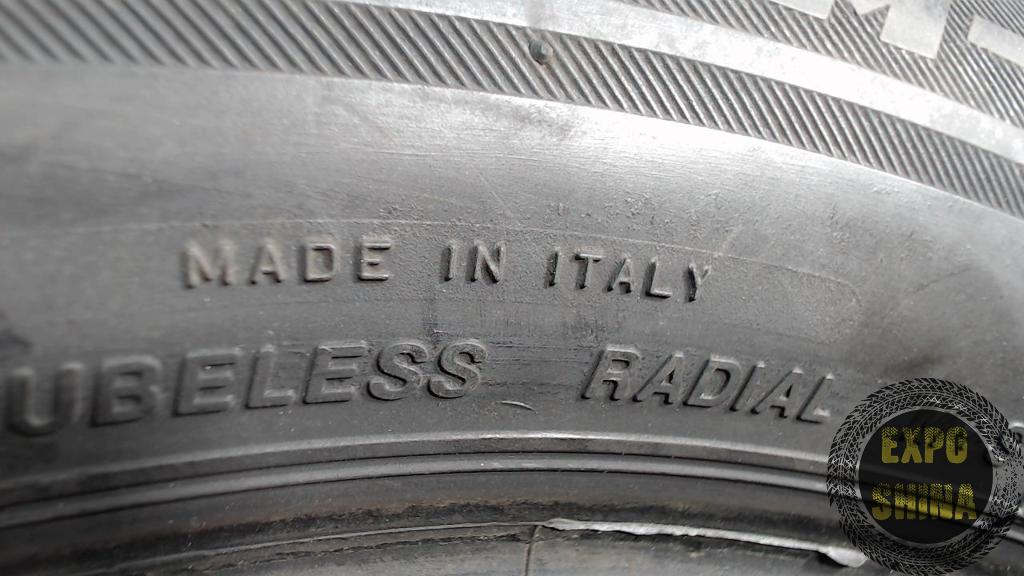 MADE IN ITALY
UBELESS RADIAL
EXPO
SHINA